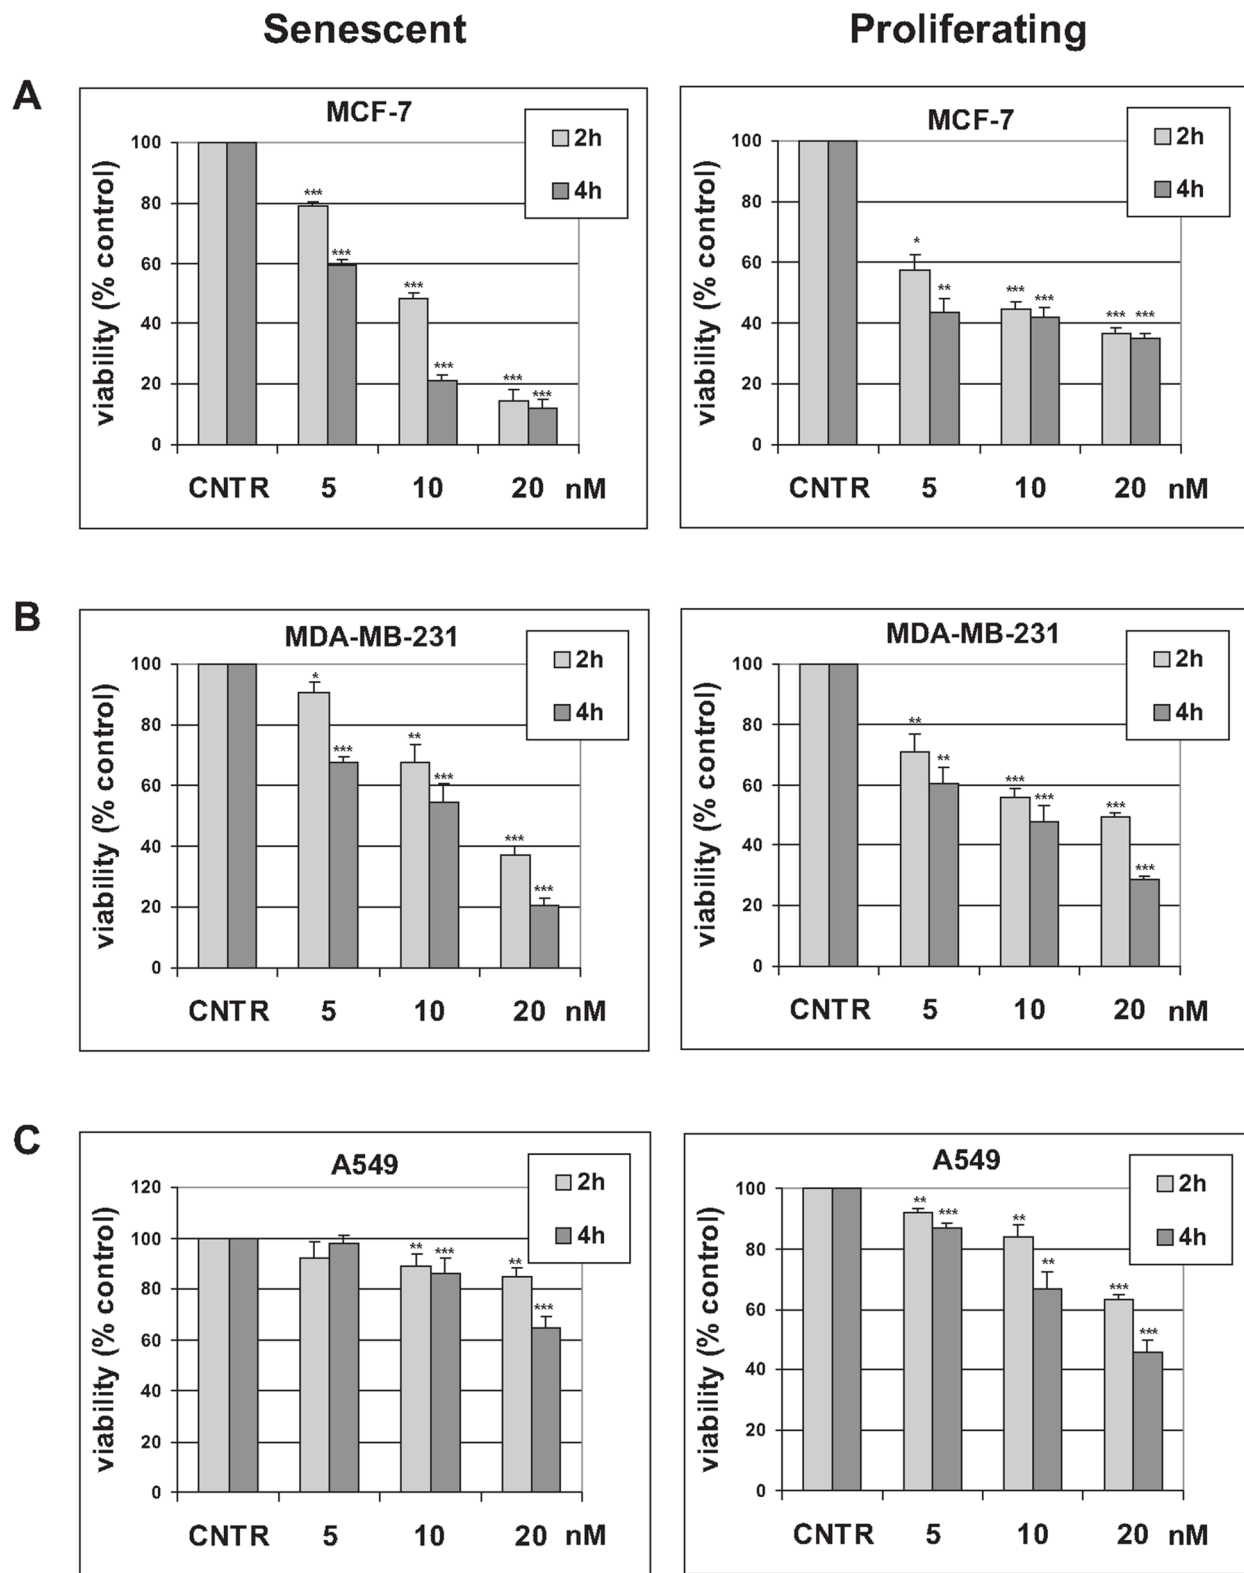 Senescent
Proliferating
A
MCF-7
2h
4h
viability (% control)
100
80
60
40
20
0
*** *** *** *** *** ***
CNTR 5 10 20 nM
MCF-7
2h
4h
viability (% control)
100
80
60
40
20
0
* ** *** *** *** ***
CNTR 5 10 20 nM
B
MDA-MB-231
2h
4h
viability (% control)
100
80
60
40
20
0
* *** ** *** *** ***
CNTR 5 10 20 nM
MDA-MB-231
2h
4h
viability (% control)
100
80
60
40
20
0
** ** *** *** *** ***
CNTR 5 10 20 nM
C
A549
2h
4h
viability (% control)
120
100
80
60
40
20
0
** *** ** ***
CNTR 5 10 20 nM
A549
2h
4h
viability (% control)
100
80
60
40
20
0
** *** ** ** *** ***
CNTR 5 10 20 nM